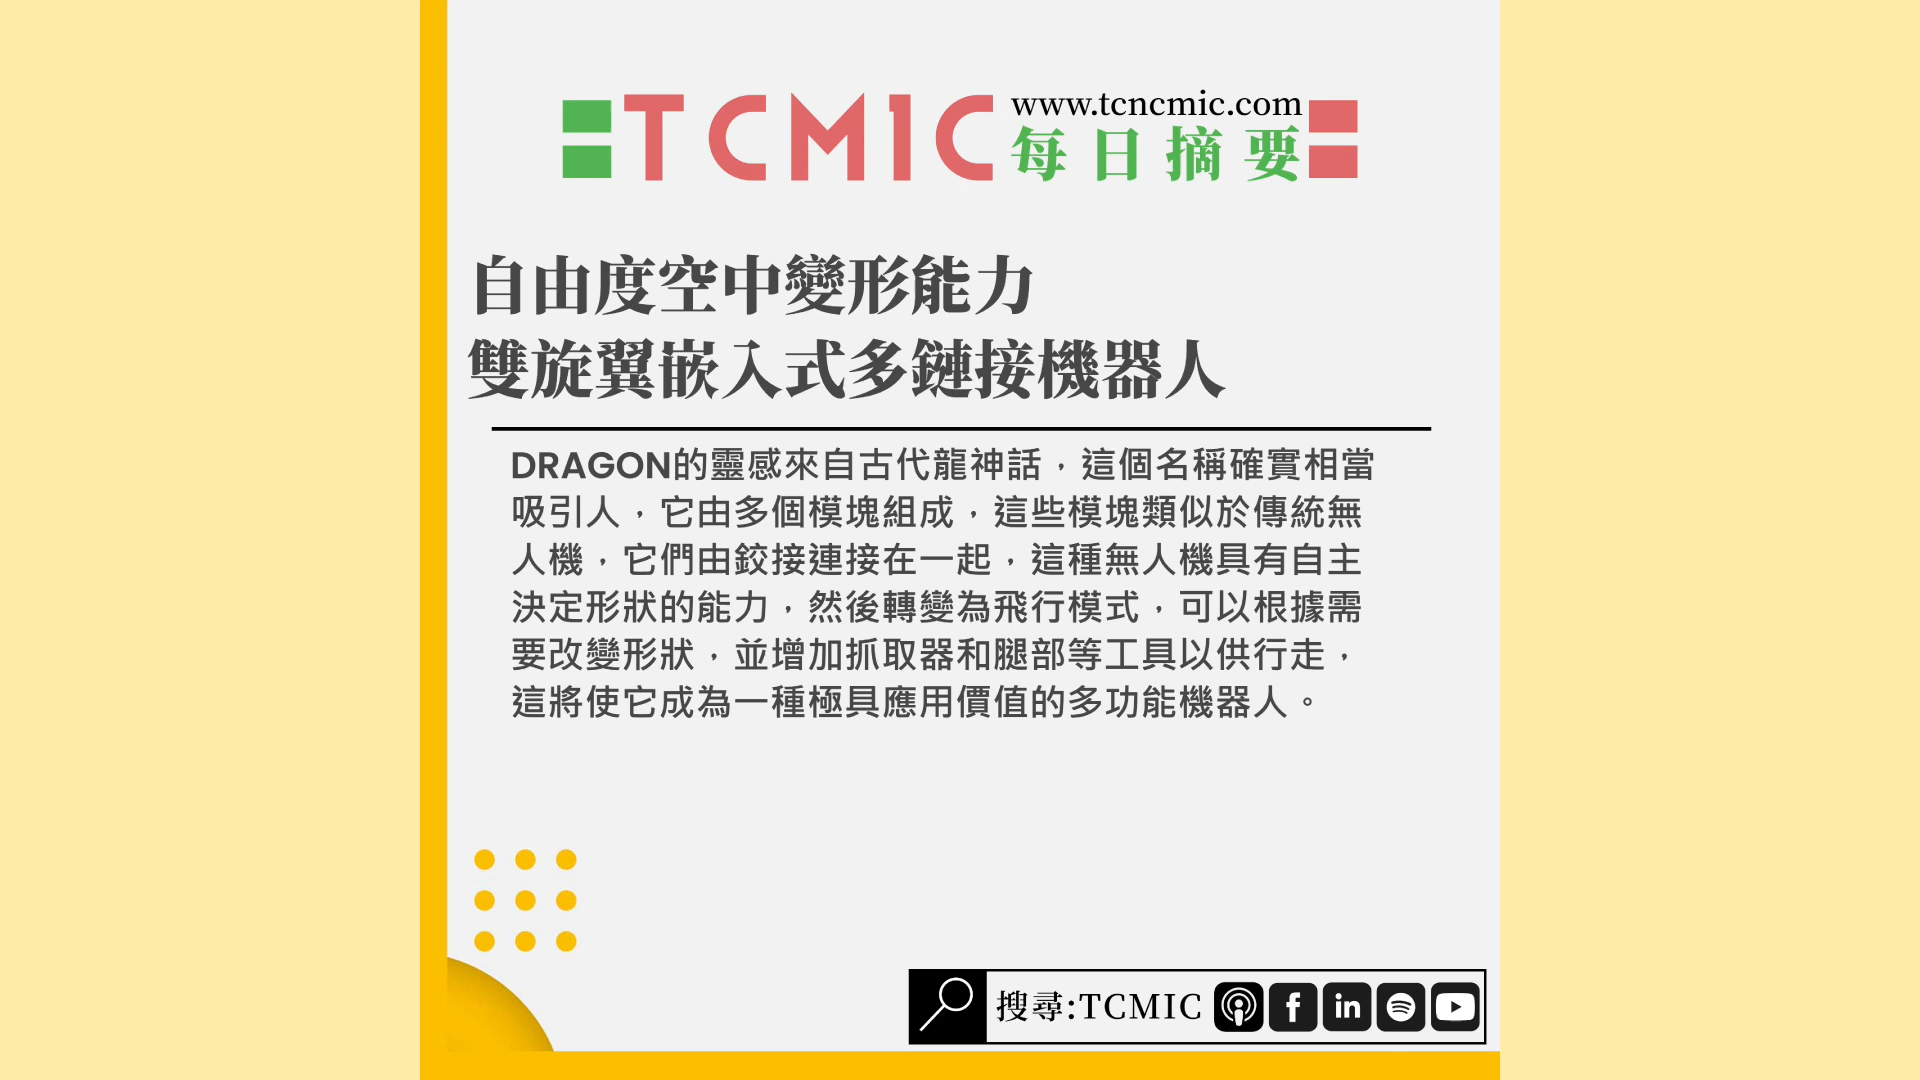 TCMIC
www.tcncmic.com
每日摘要
自由度空中變形能力
雙旋翼嵌入式多鏈接機器人
DRAGON的靈感來自古代龍神話，這個名稱確實相當
吸引人，它由多個模塊組成，這些模塊類似於傳統無
人機，它們由鉸接連接在一起，這種無人機具有自主
決定形狀的能力，然後轉變為飛行模式，可以根據需
要改變形狀，並增加抓取器和腿部等工具以供行走，
這將使它成為一種極具應用價值的多功能機器人。
搜尋:TCMIC